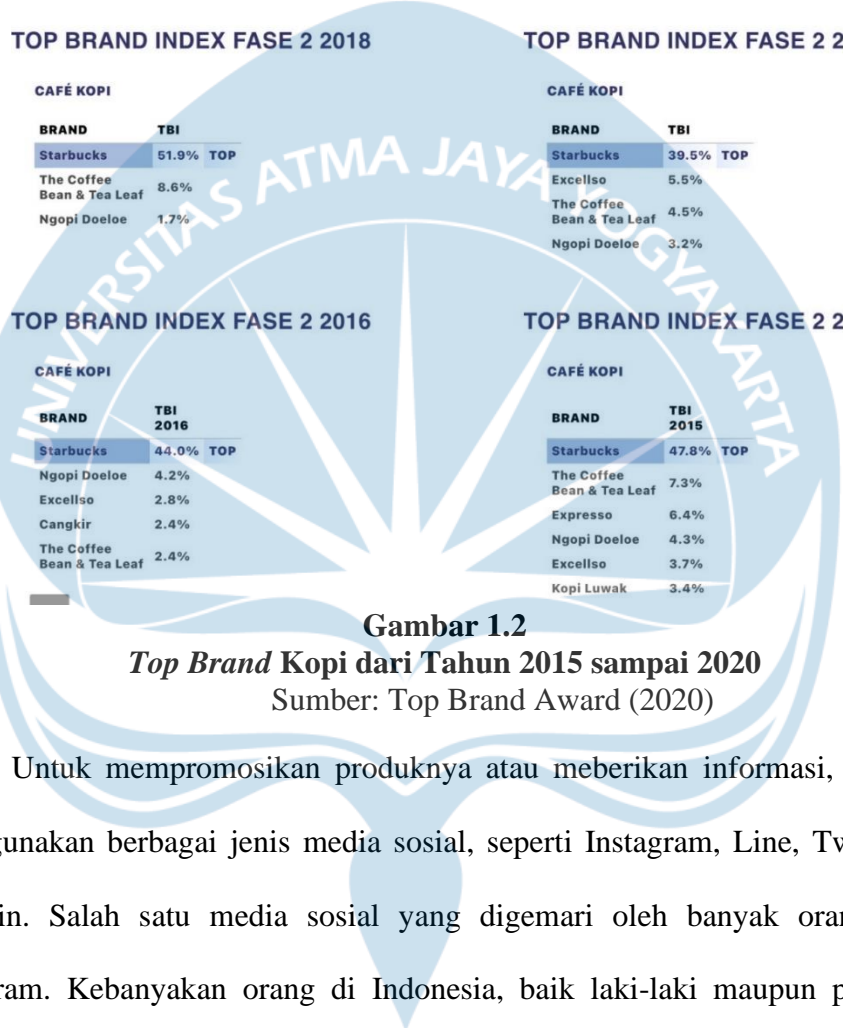 TOP BRAND INDEX FASE 2 2018
CAFÉ KOPI
BRAND TBI
Starbucks 51.9% TOP
The Coffee
Bean & Tea Leaf 8.6%
Ngopi Doeloe 1.7%
TOP BRAND INDEX FASE 2 2
CAFÉ KOPI
BRAND TBI
Starbucks 39.5% TOP
Excellso 5.5%
The Coffee
Bean & Tea Leaf 4.5%
Ngopi Doeloe 3.2%
UNIVERSITAS ATMA JAYA YOGYAKARTA
TOP BRAND INDEX FASE 2 2016
CAFÉ KOPI
BRAND TBI
2016
Starbucks 44.0% TOP
Ngopi Doeloe 4.2%
Excellso 2.8%
Cangkir 2.4%
The Coffee
Bean & Tea Leaf 2.4%
TOP BRAND INDEX FASE 2 2
CAFÉ KOPI
BRAND TBI
2015
Starbucks 47.8% TOP
The Coffee
Bean & Tea Leaf 7.3%
Expresso 6.4%
Ngopi Doeloe 4.3%
Excellso 3.7%
Kopi Luwak 3.4%
Gambar 1.2
Top Brand Kopi dari Tahun 2015 sampai 2020
Sumber: Top Brand Award (2020)
Untuk mempromosikan produknya atau meberikan informasi,
gunakan berbagai jenis media sosial, seperti Instagram, Line, Tw
in. Salah satu media sosial yang digemari oleh banyak oran
ram. Kebanyakan orang di Indonesia, baik laki-laki maupun p